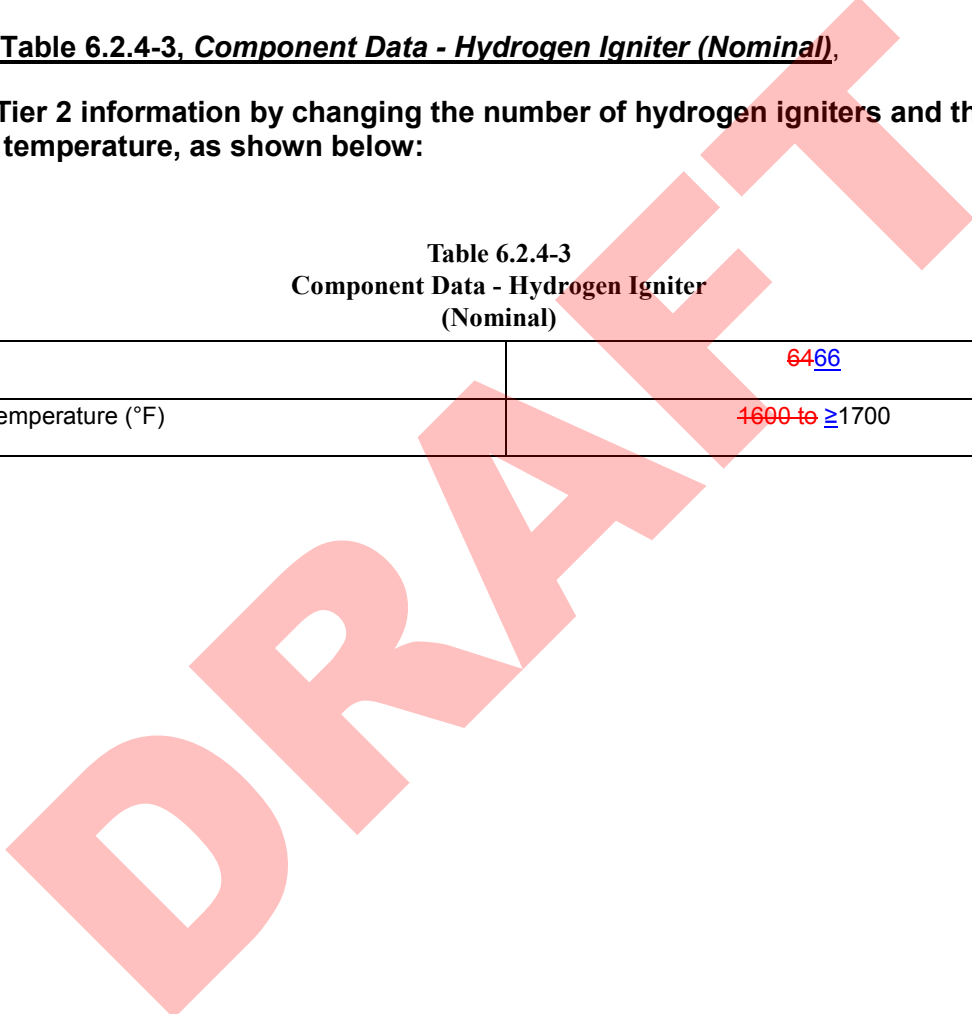 Table 6.2.4-3, Component Data - Hydrogen Igniter (Nominal),
Tier 2 information by changing the number of hydrogen igniters and th
temperature, as shown below:
Table 6.2.4-3
Component Data - Hydrogen Igniter
(Nominal)
6466
emperature (°F) 1600 to ≥1700
DRAFT